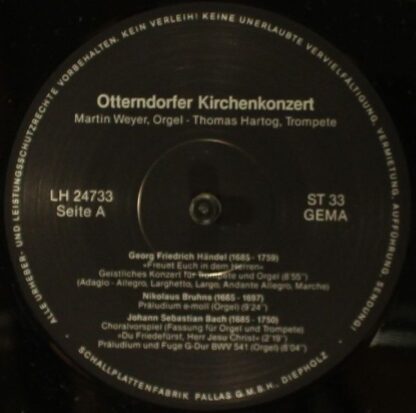 ALLE URHEBER- UND LEISTUNGSSCHUTZRECHTE VORBEHALTEN. KEIN VERLEIH! KEINE UNERLAUBTE VERVIELFÄLTIGUNG, VERMIETUNG, AUFFÜHRUNG, SENDUNG!
Otterndorfer Kirchenkonzert
Martin Weyer, Orgel - Thomas Hartog, Trompete
LH 24733
Seite A
ST 33
GEMA
Georg Friedrich Händel (1685 - 1759)
«Freuet Euch in dem Herren»
Geistliches Konzert für Trompete und Orgel (8'55")
(Adagio - Allegro, Larghetto, Largo, Andante Allegro, Marche)
Nikolaus Bruhns (1665 - 1697)
Präludium e-moll (Orgel) (9'24")
Johann Sebastian Bach (1685 - 1750)
Choralvorspiel (Fassung für Orgel und Trompete)
«Du Friedefürst, Herr Jesu Christ» (2'19")
Präludium und Fuge G-Dur BWV 541 (Orgel) (8'04")
SCHALLPLATTENFABRIK PALLAS G.M.B.H. DIEPHOLZ